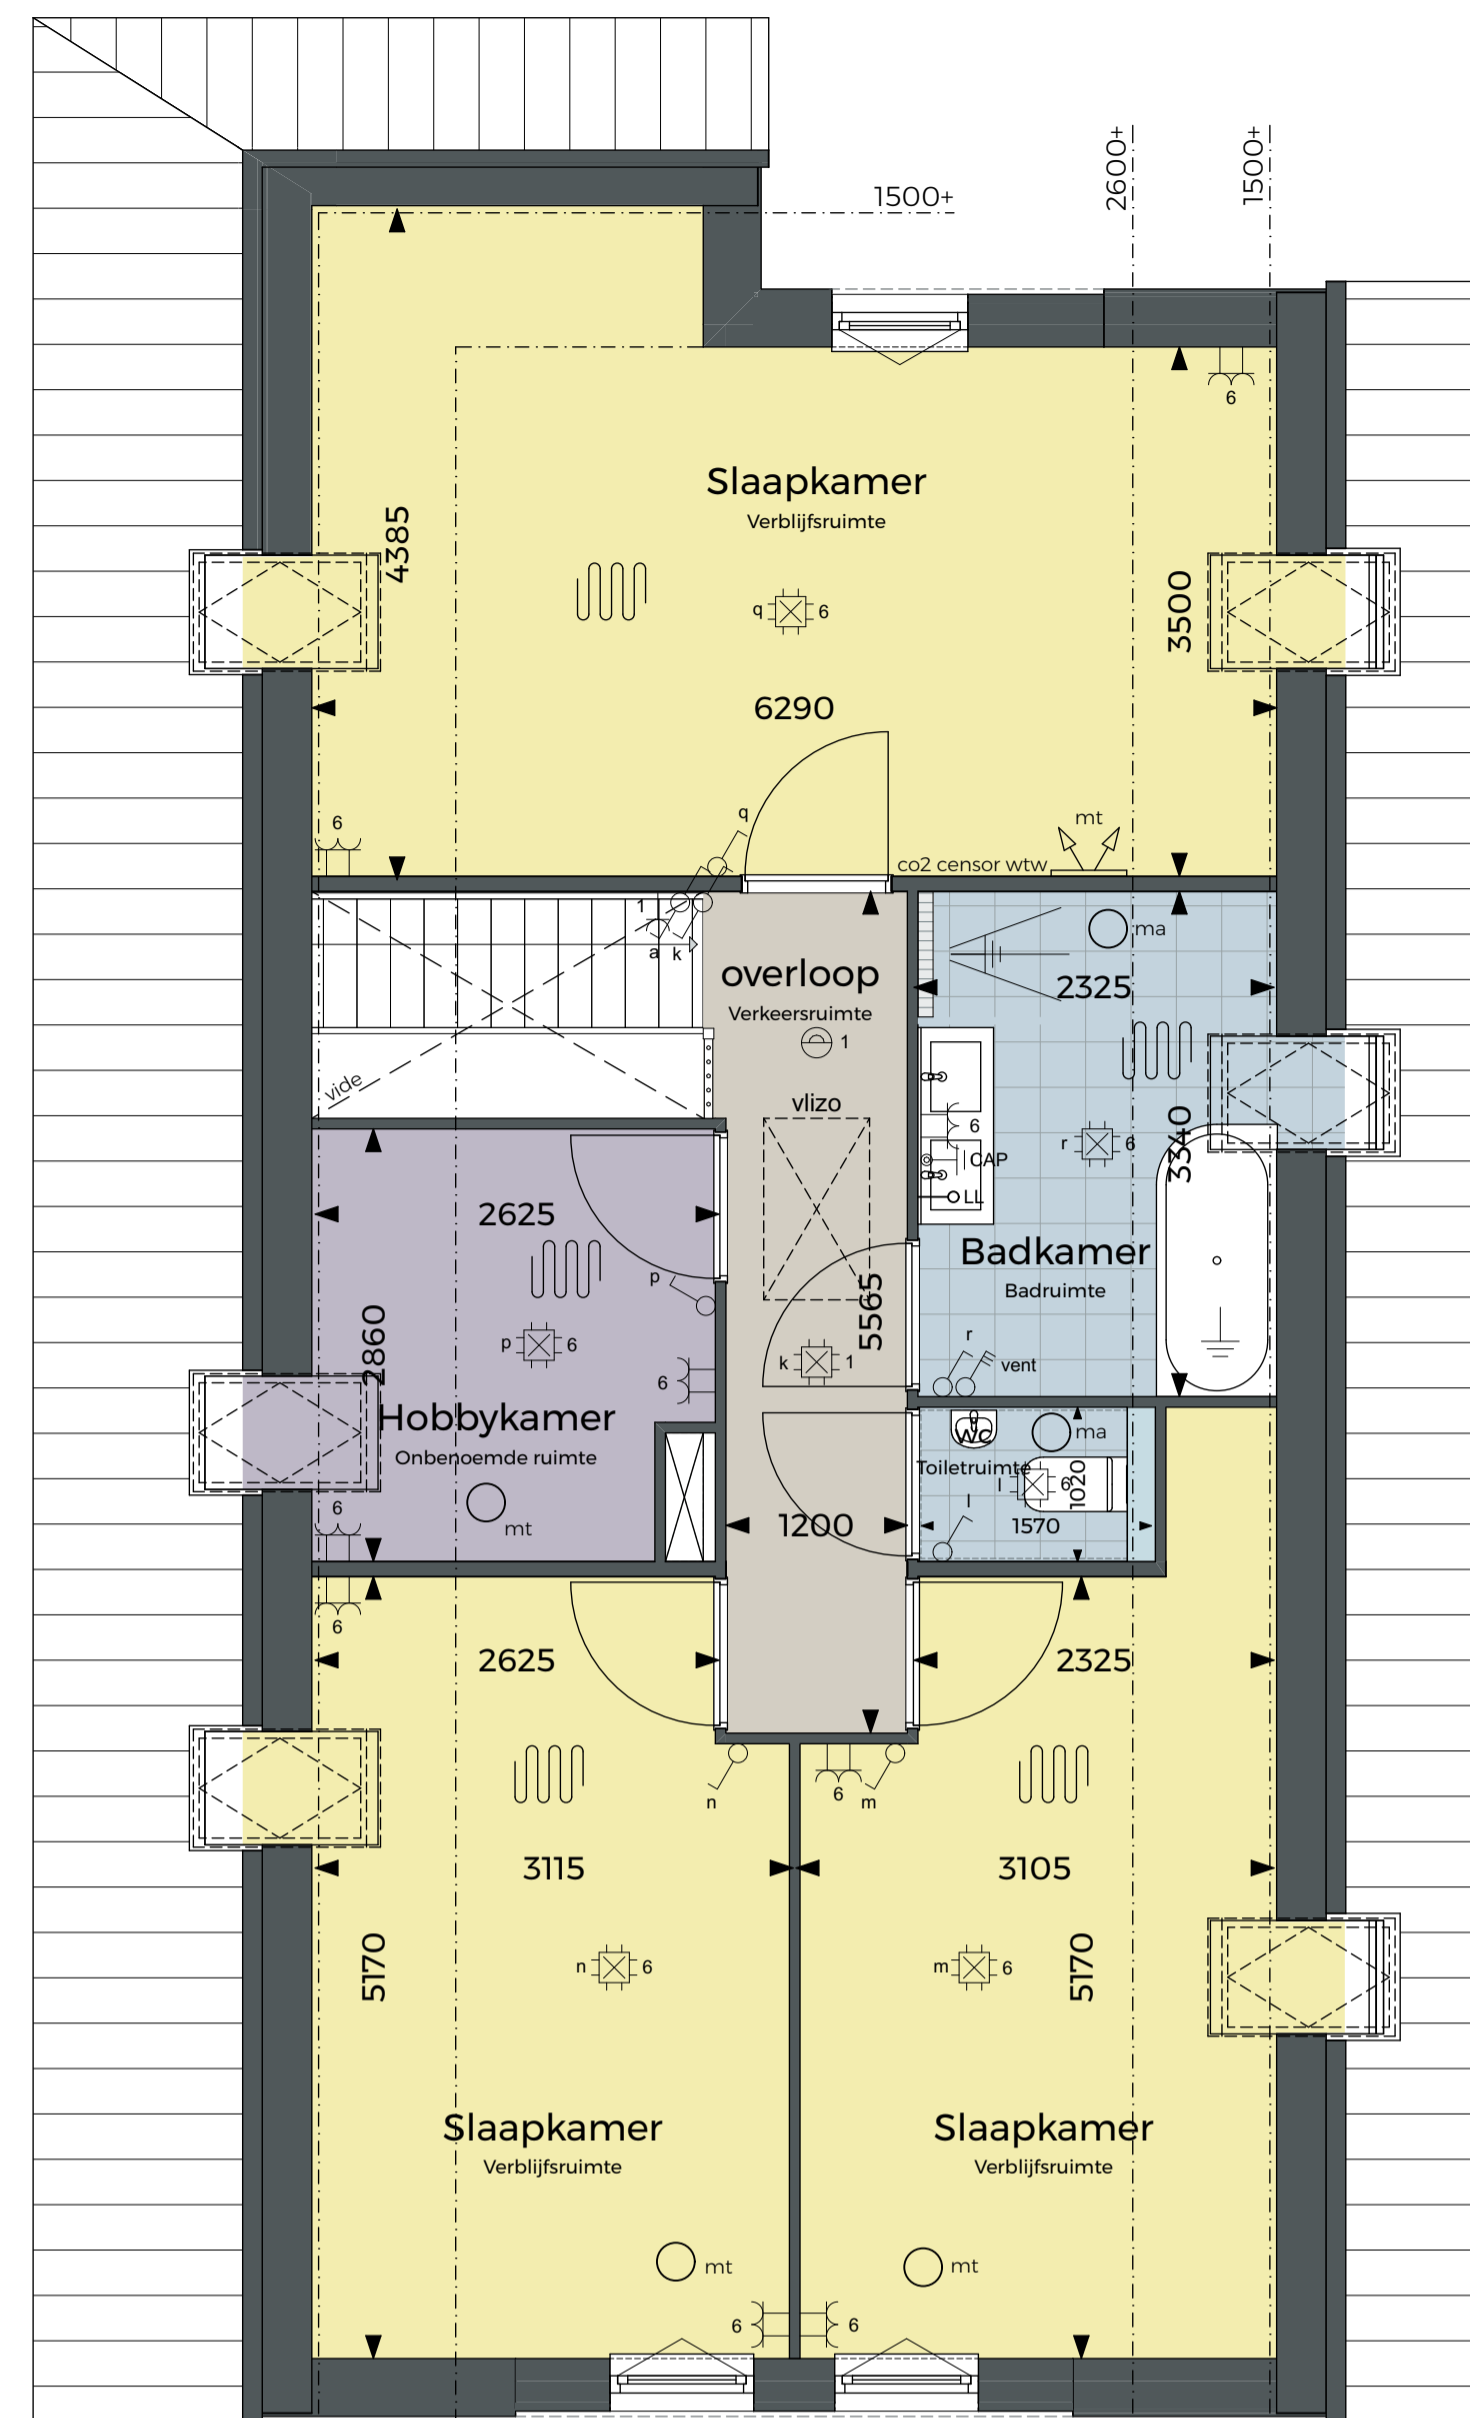 2600+
1500+
1500+
6
Slaapkamer
Verblijfsruimte
4385
3500
q
6
6290
q
mt
6
co2 censor wtw
1
a
k
ma
overloop
2325
Verkeersruimte
1
vide
vlizo
6
r
6
3340
CAP
LL
2625
Badkamer
Badruimte
p
5565
2860
p
6
k
1
r
vent
6
Hobbykamer
WC
ma
Onbenoemde ruimte
Toiletruimte
l
6
1020
l
6
mt
1200
1570
6
2625
2325
6
n
m
3115
3105
5170
5170
n
6
m
6
Slaapkamer
Slaapkamer
Verblijfsruimte
Verblijfsruimte
mt
mt
6
6